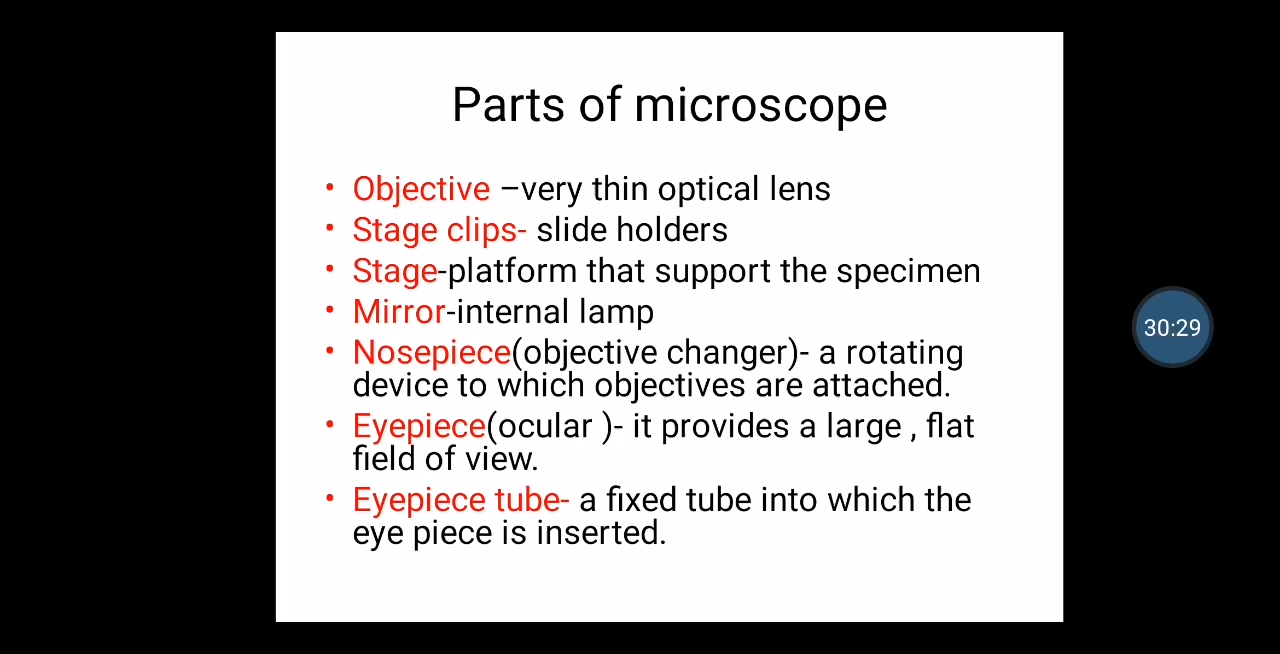 Parts of microscope
• Objective –very thin optical lens
• Stage clips- slide holders
• Stage-platform that support the specimen
• Mirror-internal lamp
• Nosepiece(objective changer)- a rotating
device to which objectives are attached.
• Eyepiece(ocular )- it provides a large , flat
field of view.
• Eyepiece tube- a fixed tube into which the
eye piece is inserted.
30:29